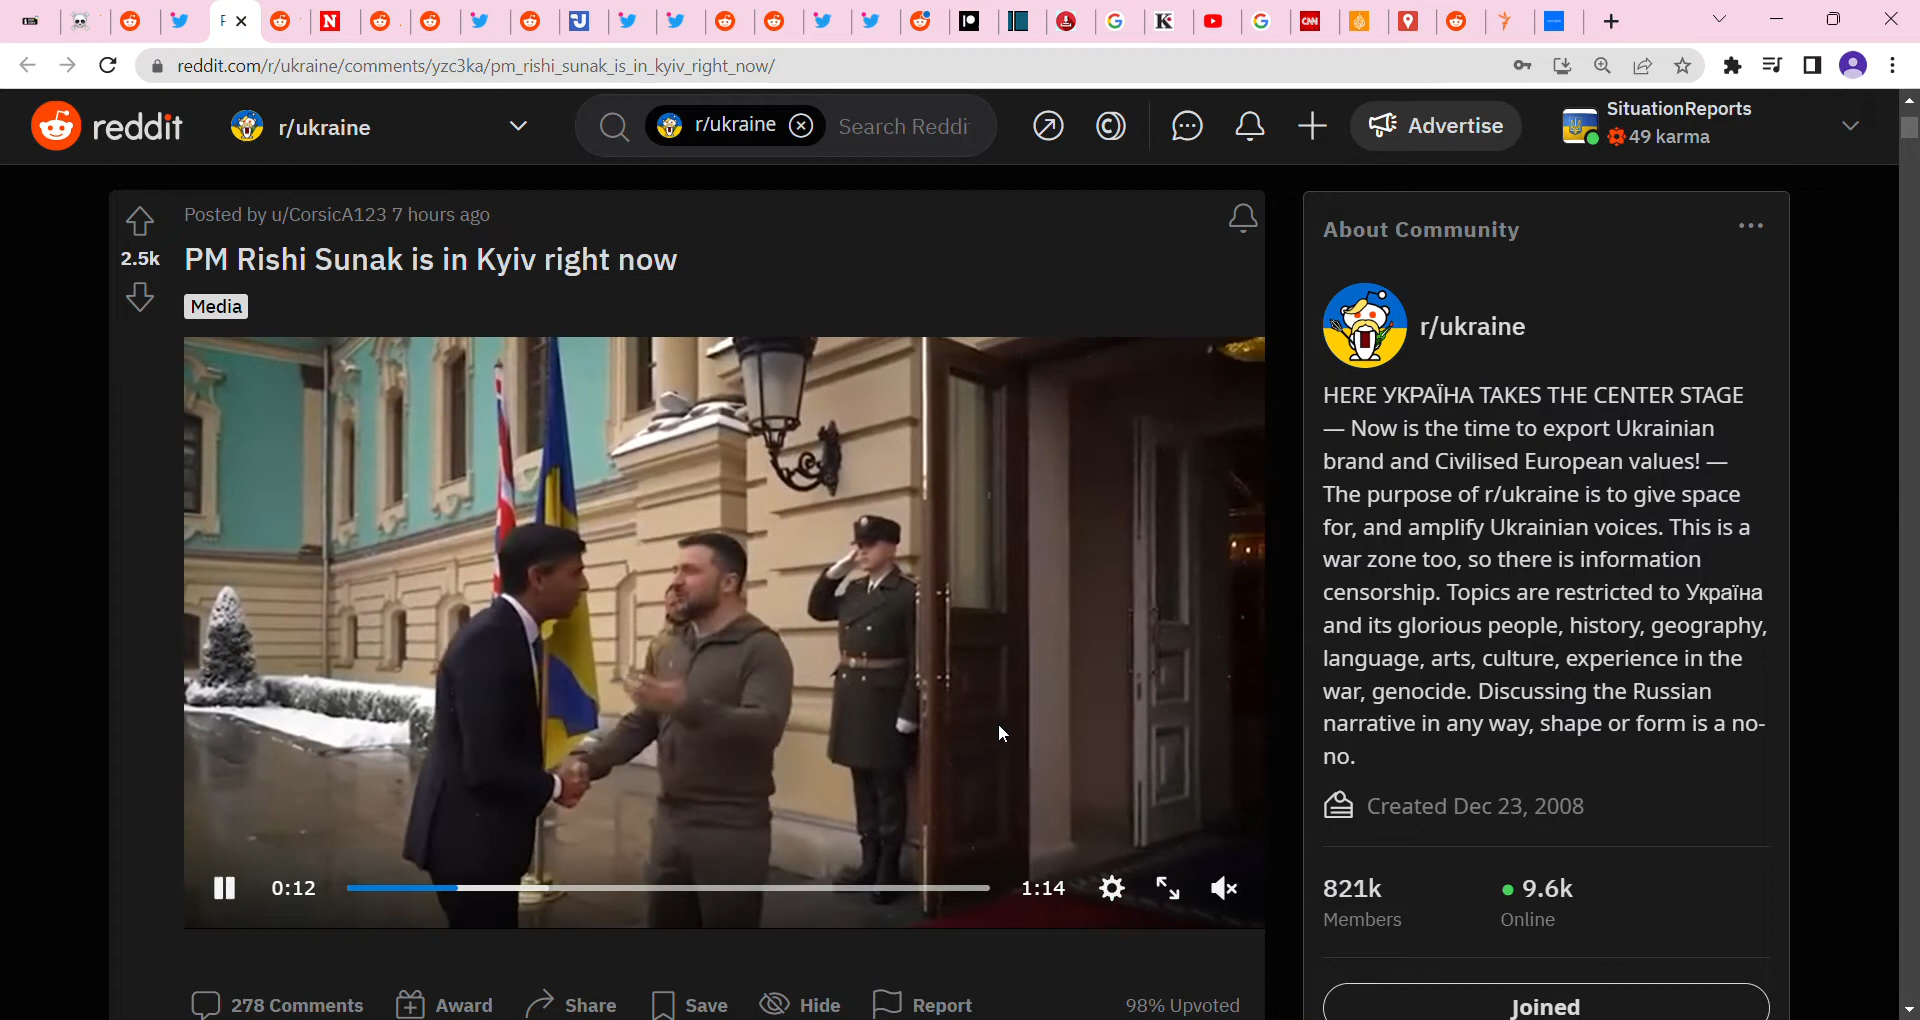 reddit.com/r/ukraine/comments/yzc3ka/pm_rishi_sunak_is_in_kyiv_right_now/
reddit
r/ukraine
r/ukraine
Search Reddi
Advertise
SituationReports
49 karma
Posted by u/CorsicA123 7 hours ago
2.5k
PM Rishi Sunak is in Kyiv right now
Media
0:12
1:14
278 Comments
Award
Share
Save
Hide
Report
98% Upvoted
About Community
r/ukraine
HERE УКРАЇНА TAKES THE CENTER STAGE
— Now is the time to export Ukrainian
brand and Civilised European values! —
The purpose of r/ukraine is to give space
for, and amplify Ukrainian voices. This is a
war zone too, so there is information
censorship. Topics are restricted to Україна
and its glorious people, history, geography,
language, arts, culture, experience in the
war, genocide. Discussing the Russian
narrative in any way, shape or form is a no-
no.
Created Dec 23, 2008
821k
Members
9.6k
Online
Joined